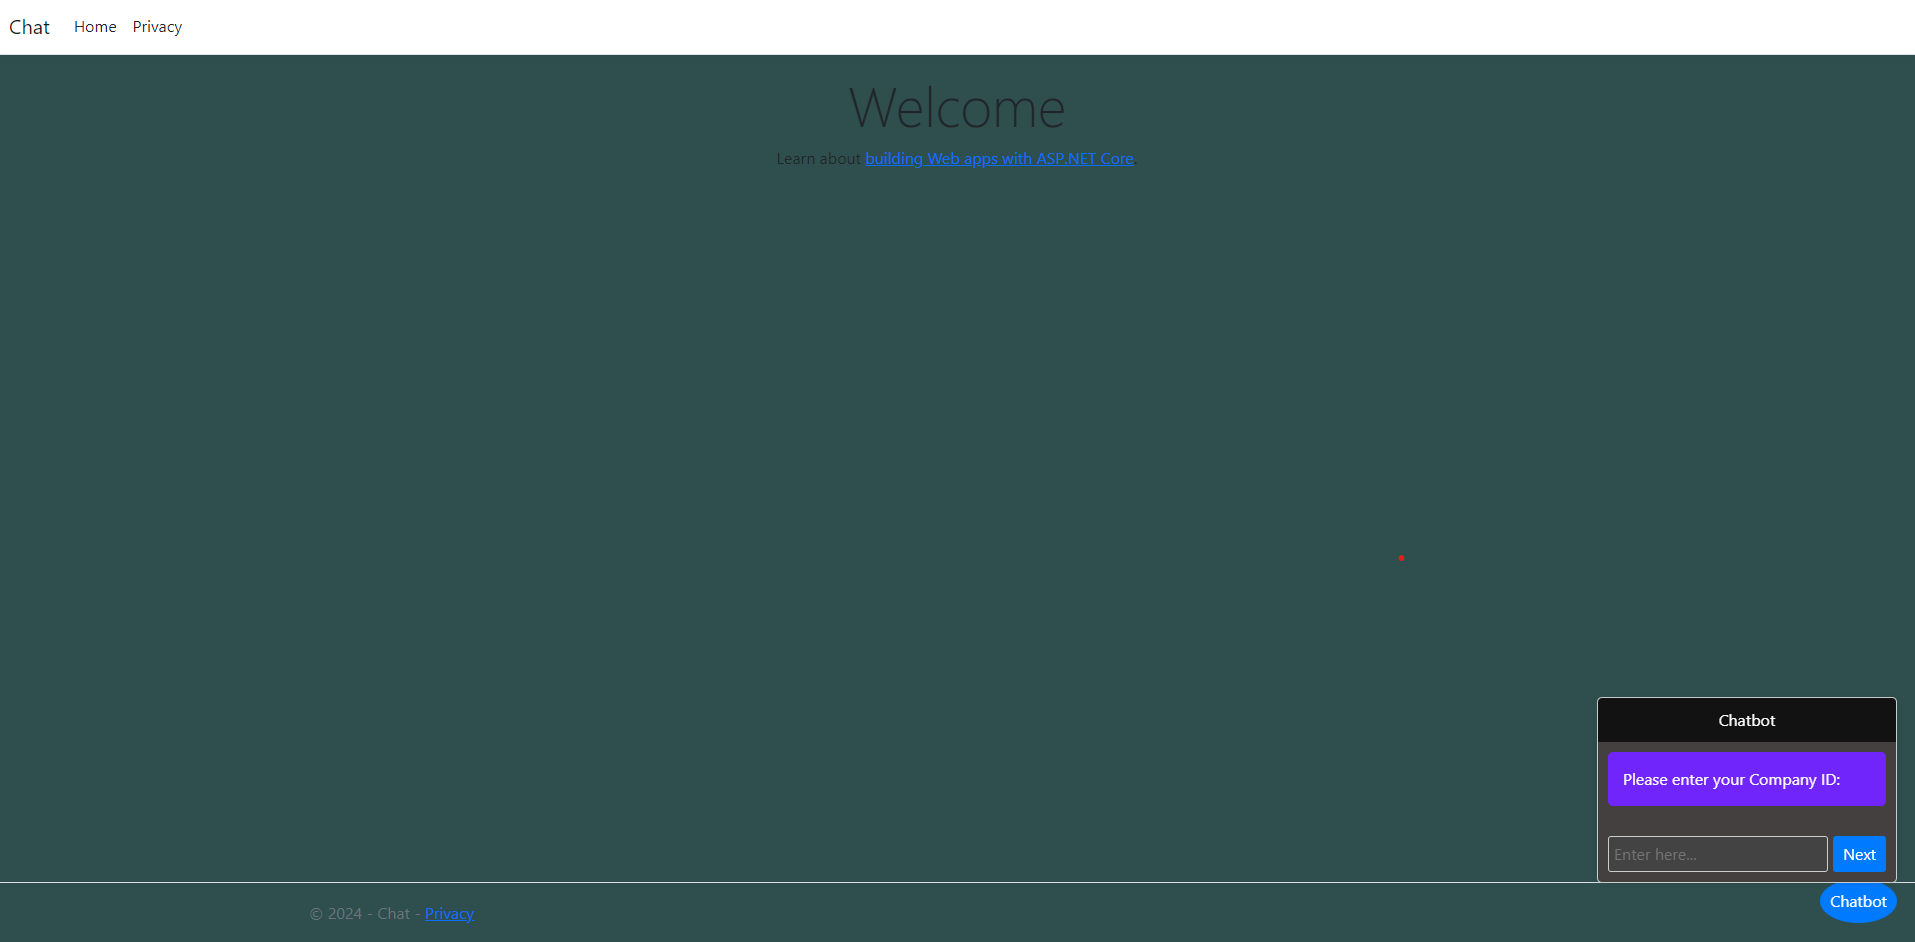 Chat Home Privacy
Welcome
Learn about building Web apps with ASP.NET Core.
Chatbot
Please enter your Company ID:
Enter here... Next
Chatbot
© 2024 - Chat - Privacy